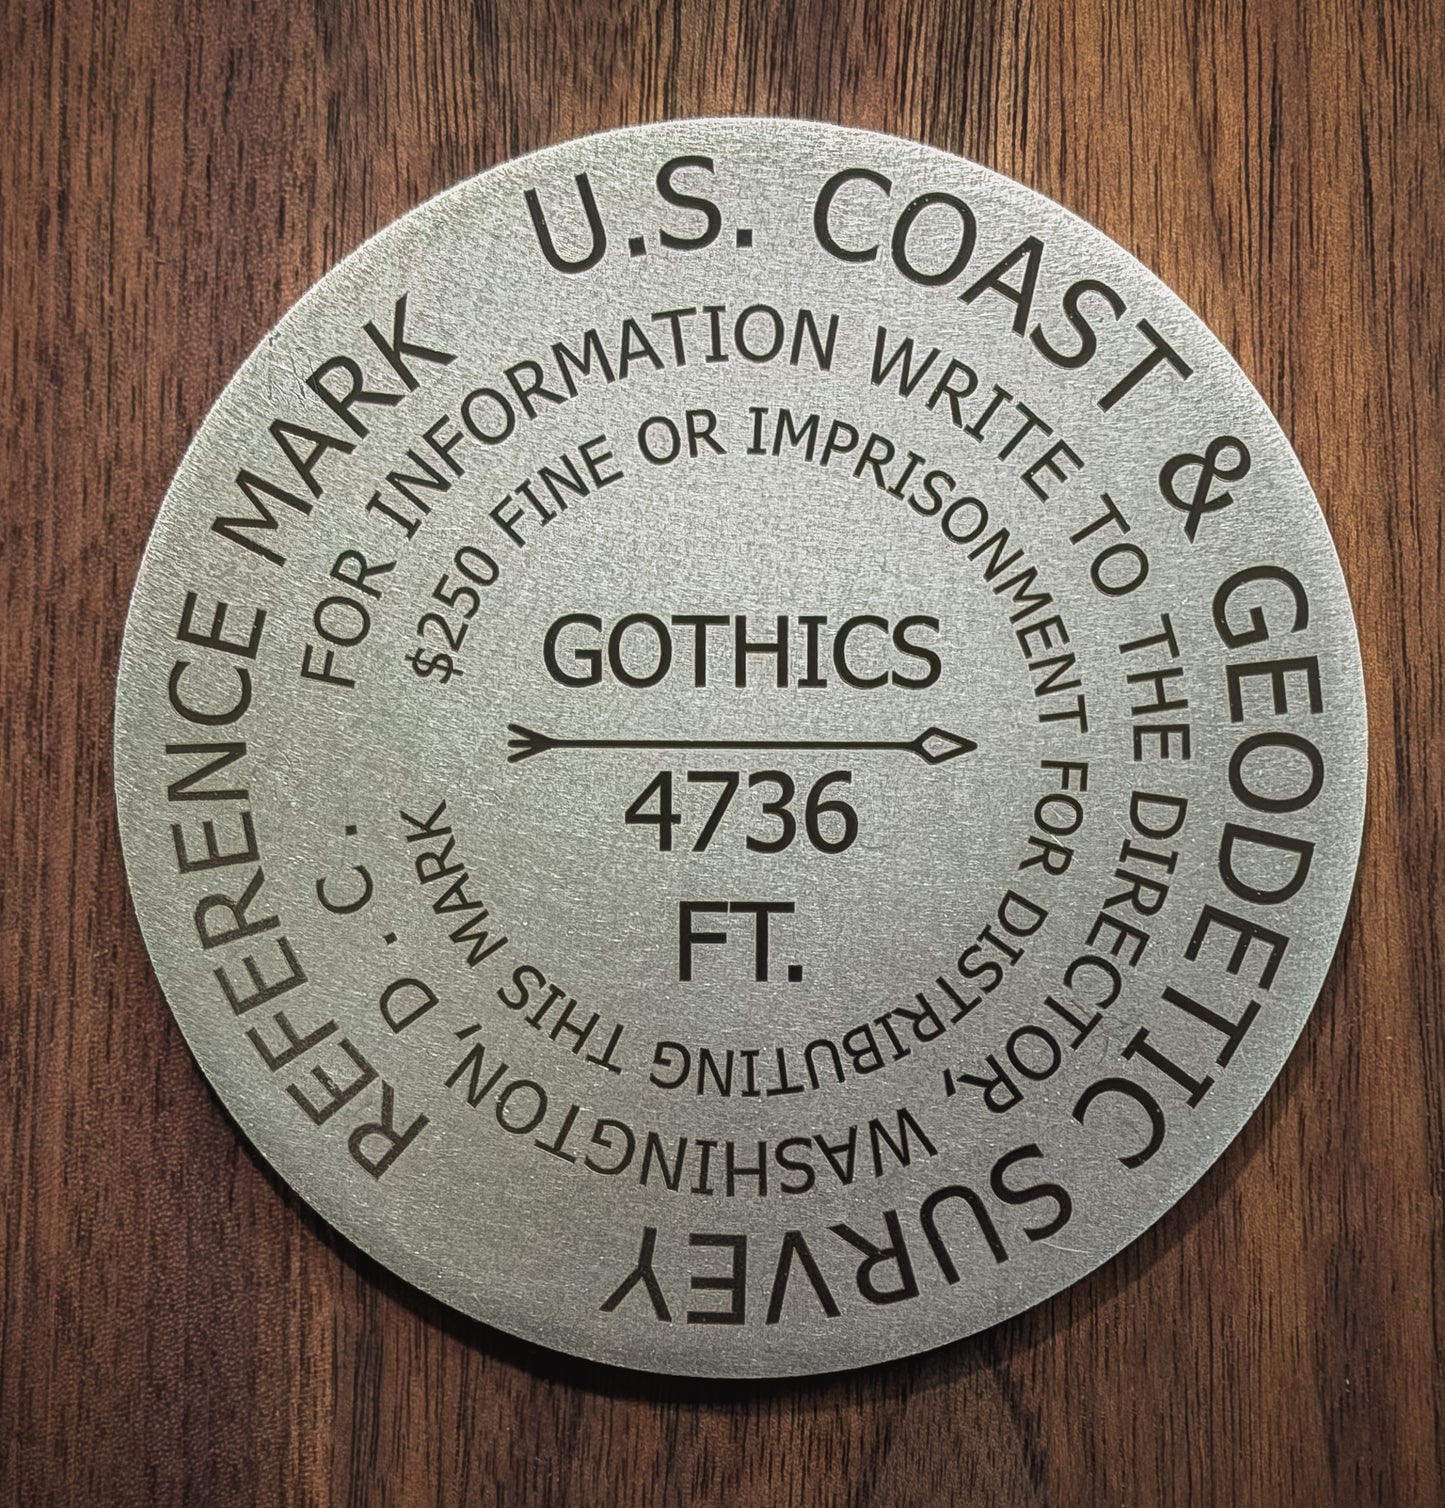 U.S. COAST & GEODETIC SURVEY
REFERENCE MARK
FOR INFORMATION WRITE TO THE DIRECTOR, WASHINGTON, D. C.
$250 FINE OR IMPRISONMENT FOR DISTRIBUTING THIS MARK
GOTHICS
4736
FT.